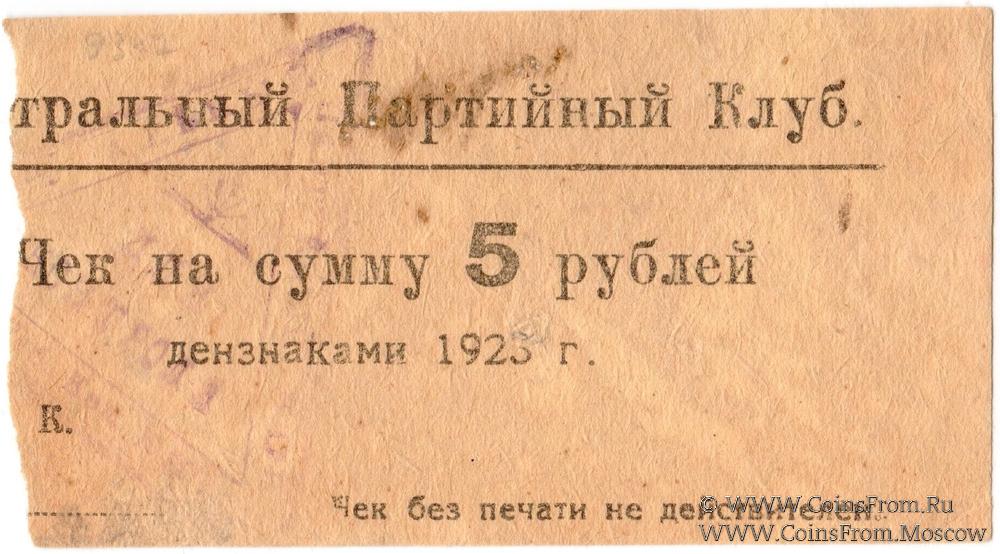 тральный Партийный Клуб.
Чек на сумму 5 рублей
дензнаками 1923 г.
К.
Чек без печати не действителен.
© WWW.CoinsFrom.Ru
WWW.CoinsFrom.Moscow